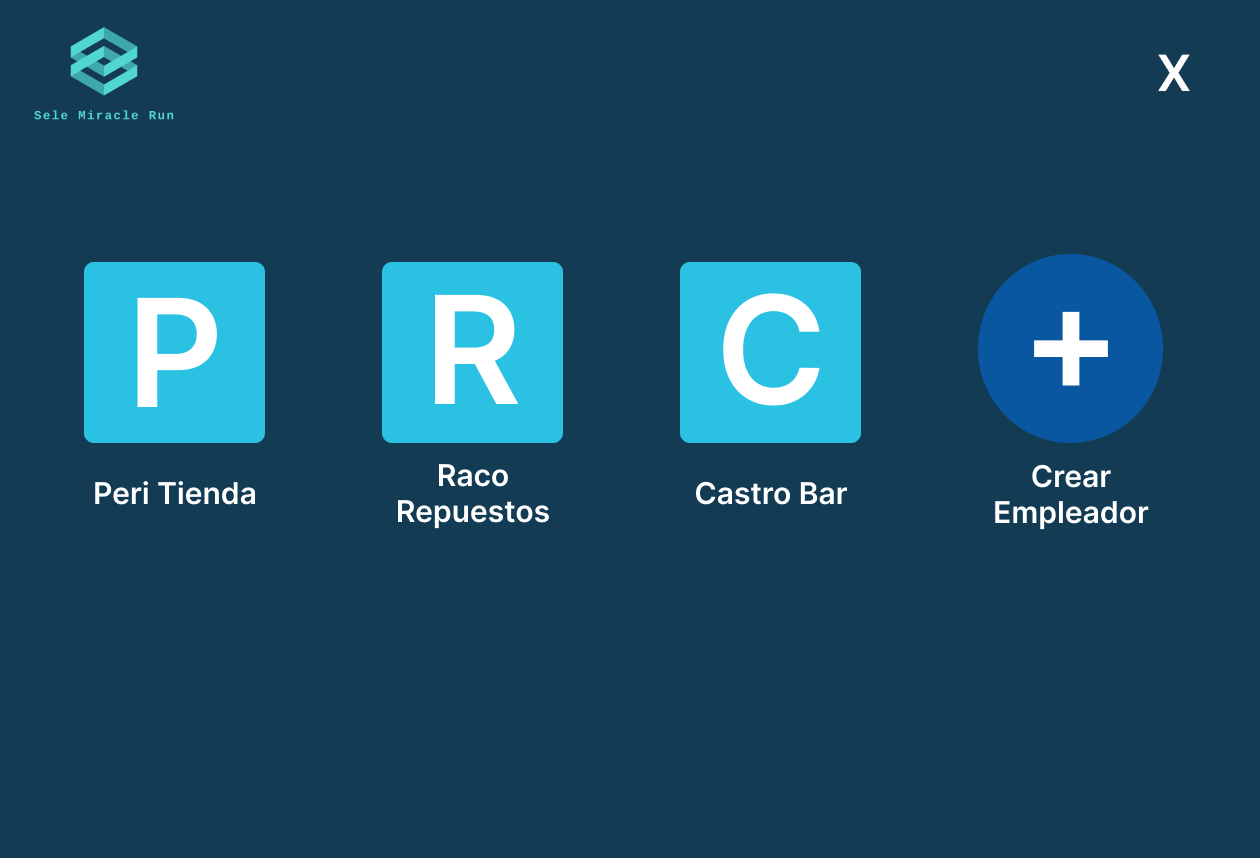 Sele Miracle Run
X
P
R
C
+
Peri Tienda
Raco
Repuestos
Castro Bar
Crear
Empleador